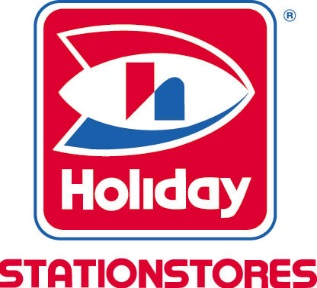 ®
h
Holiday
STATIONSTORES